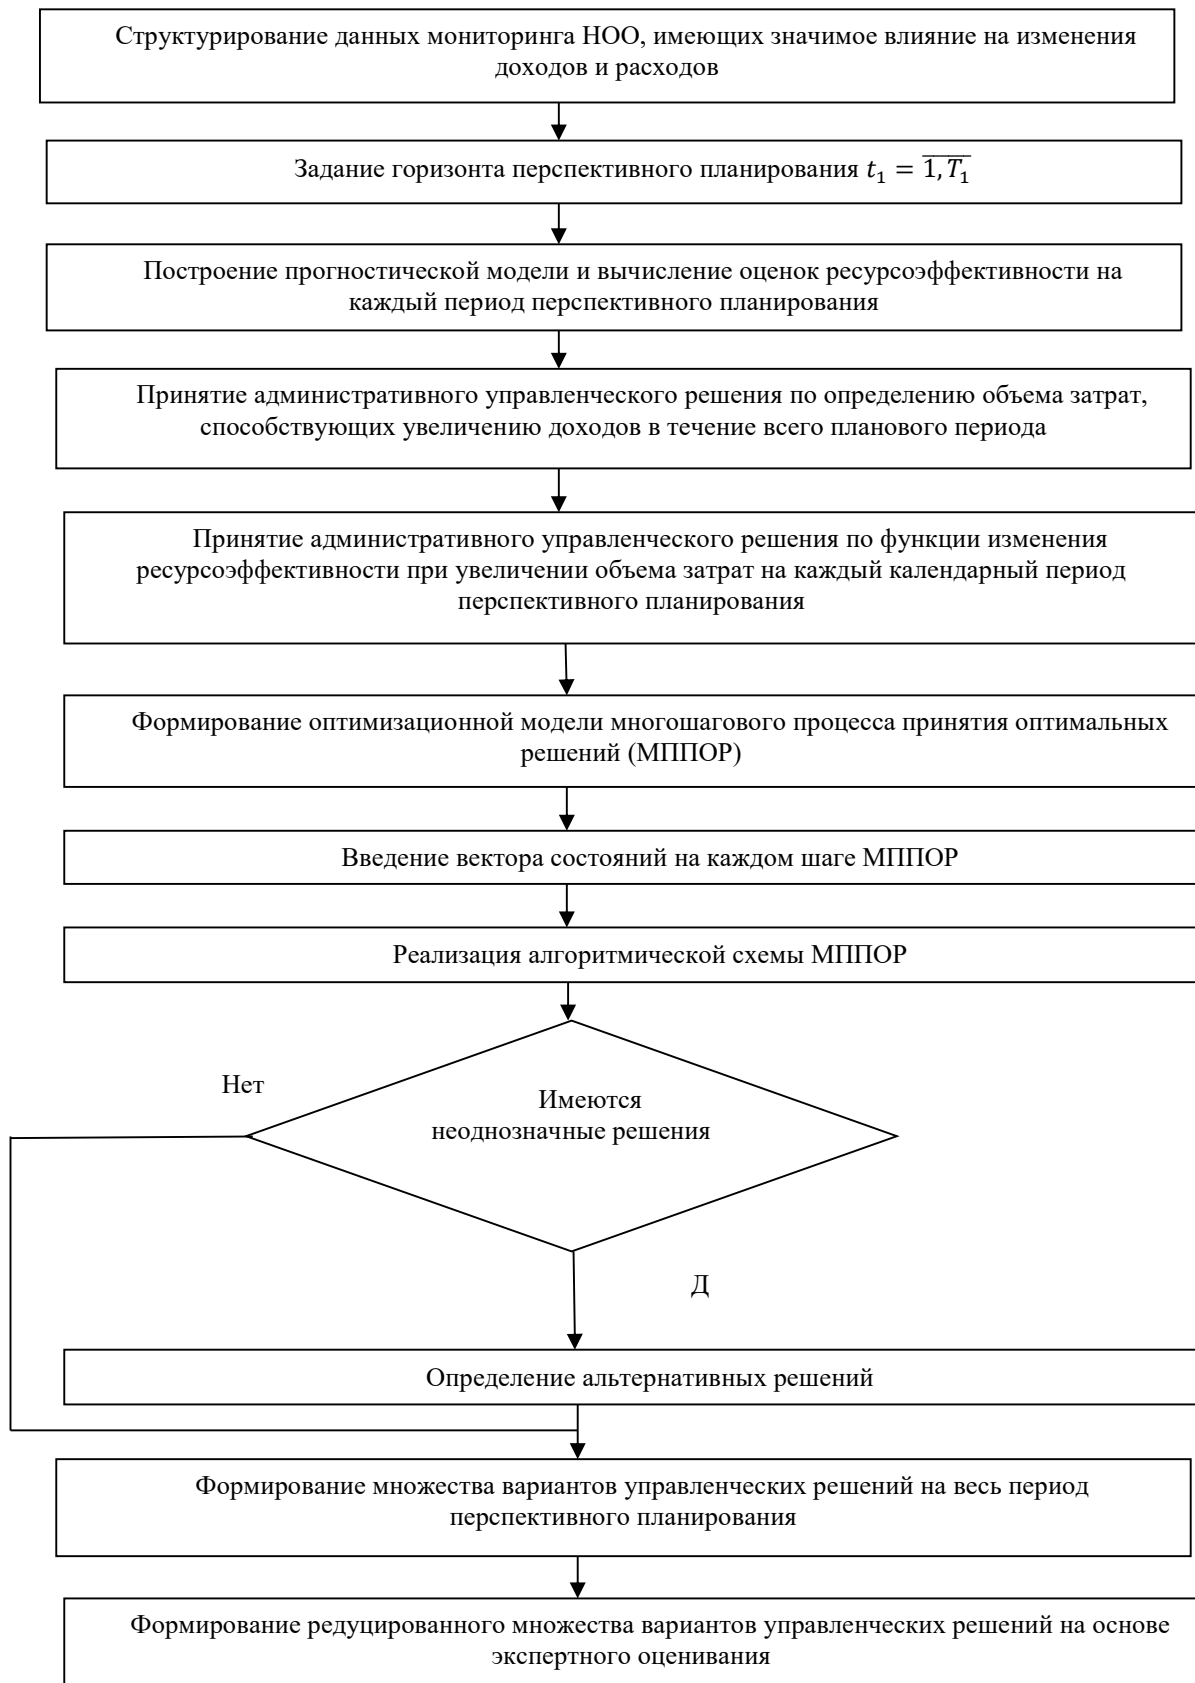 Структурирование данных мониторинга НОО, имеющих значимое влияние на изменения
доходов и расходов
Задание горизонта перспективного планирования $t_1 = \overline{1, T_1}$
Построение прогностической модели и вычисление оценок ресурсоэффективности на
каждый период перспективного планирования
Принятие административного управленческого решения по определению объема затрат,
способствующих увеличению доходов в течение всего планового периода
Принятие административного управленческого решения по функции изменения
ресурсоэффективности при увеличении объема затрат на каждый календарный период
перспективного планирования
Формирование оптимизационной модели многошагового процесса принятия оптимальных
решений (МППОР)
Введение вектора состояний на каждом шаге МППОР
Реализация алгоритмической схемы МППОР
Нет
Имеются
неоднозначные решения
Д
Определение альтернативных решений
Формирование множества вариантов управленческих решений на весь период
перспективного планирования
Формирование редуцированного множества вариантов управленческих решений на основе
экспертного оценивания